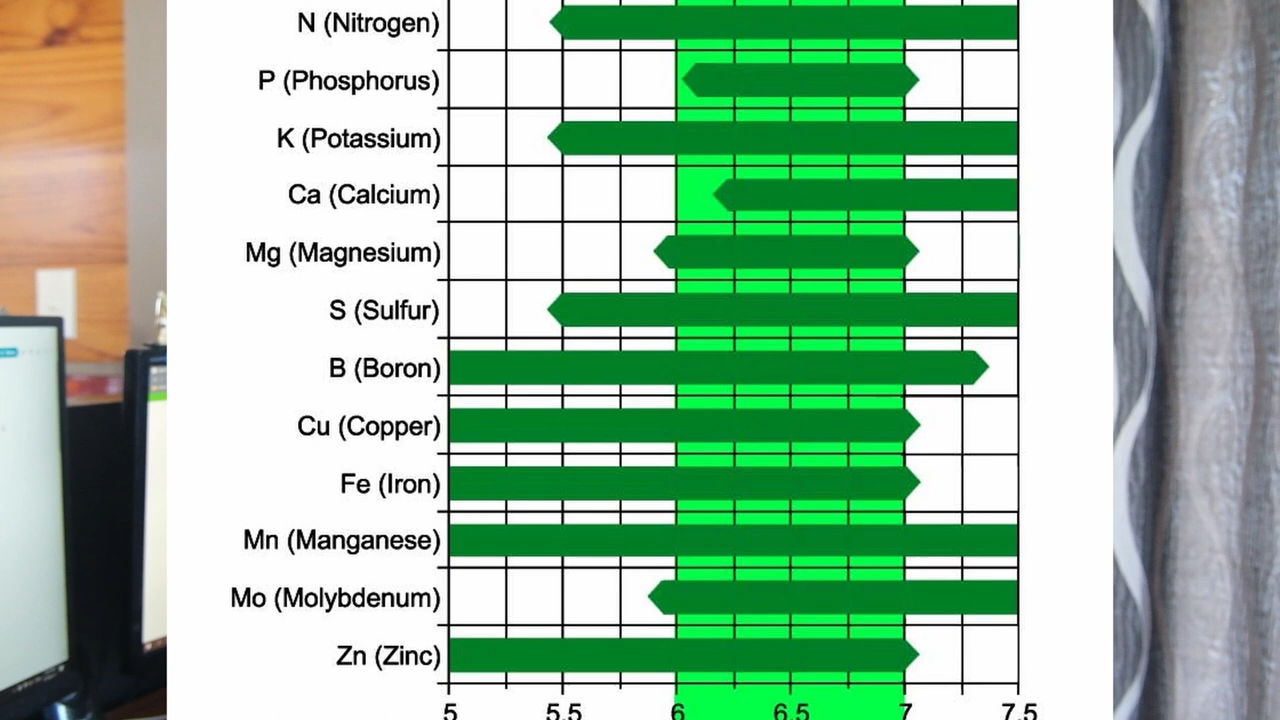 N (Nitrogen)
P (Phosphorus)
K (Potassium)
Ca (Calcium)
Mg (Magnesium)
S (Sulfur)
B (Boron)
Cu (Copper)
Fe (Iron)
Mn (Manganese)
Mo (Molybdenum)
Zn (Zinc)
5 5.5 6 6.5 7 7.5